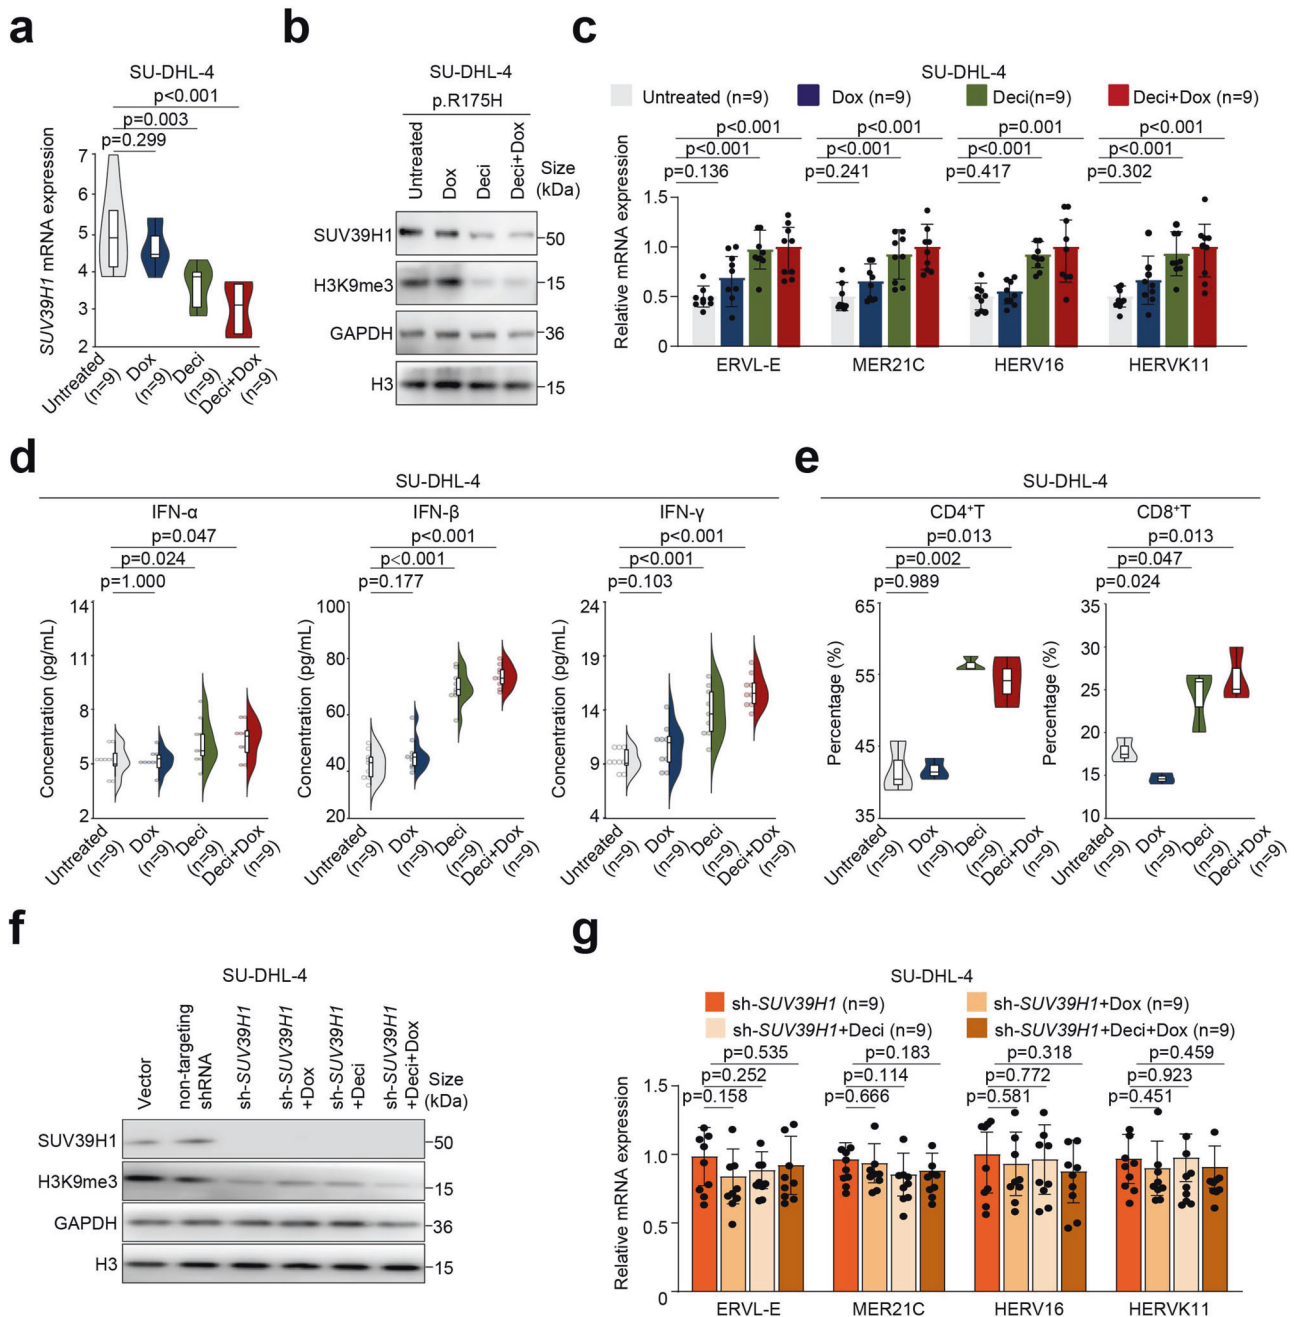 a
SU-DHL-4
p<0.001
p=0.003
p=0.299
SUV39H1 mRNA expression
7
6
5
4
3
2
Untreated (n=9)
Dox (n=9)
Deci (n=9)
Deci+Dox (n=9)
b
SU-DHL-4
p.R175H
Untreated
Dox
Deci
Deci+Dox
Size (kDa)
SUV39H1
50
H3K9me3
15
GAPDH
36
H3
15
c
SU-DHL-4
Untreated (n=9)
Dox (n=9)
Deci(n=9)
Deci+Dox (n=9)
p<0.001 p<0.001 p=0.001 p<0.001
p<0.001 p<0.001 p<0.001 p<0.001
p=0.136 p=0.241 p=0.417 p=0.302
Relative mRNA expression
1.5
1.0
0.5
0
ERVL-E MER21C HERV16 HERVK11
d
SU-DHL-4
IFN-α
p=0.047
p=0.024
p=1.000
Concentration (pg/mL)
14
11
8
5
2
Untreated (n=9)
Dox (n=9)
Deci (n=9)
Deci+Dox (n=9)
IFN-β
p<0.001
p<0.001
p=0.177
Concentration (pg/mL)
100
80
60
40
20
Untreated (n=9)
Dox (n=9)
Deci (n=9)
Deci+Dox (n=9)
IFN-γ
p<0.001
p<0.001
p=0.103
Concentration (pg/mL)
24
19
14
9
4
Untreated (n=9)
Dox (n=9)
Deci (n=9)
Deci+Dox (n=9)
e
SU-DHL-4
CD4⁺T
p=0.013
p=0.002
p=0.989
Percentage (%)
65
55
45
35
Untreated (n=9)
Dox (n=9)
Deci (n=9)
Deci+Dox (n=9)
CD8⁺T
p=0.013
p=0.047
p=0.024
Percentage (%)
35
30
25
20
15
10
Untreated (n=9)
Dox (n=9)
Deci (n=9)
Deci+Dox (n=9)
f
SU-DHL-4
Vector
non-targeting shRNA
sh-SUV39H1
sh-SUV39H1 +Dox
sh-SUV39H1 +Deci
sh-SUV39H1 +Deci+Dox
Size (kDa)
SUV39H1
50
H3K9me3
15
GAPDH
36
H3
15
g
SU-DHL-4
sh-SUV39H1 (n=9)
sh-SUV39H1+Dox (n=9)
sh-SUV39H1+Deci (n=9)
sh-SUV39H1+Deci+Dox (n=9)
p=0.535 p=0.183 p=0.318 p=0.459
p=0.252 p=0.114 p=0.772 p=0.923
p=0.158 p=0.666 p=0.581 p=0.451
Relative mRNA expression
1.5
1.0
0.5
0
ERVL-E MER21C HERV16 HERVK11